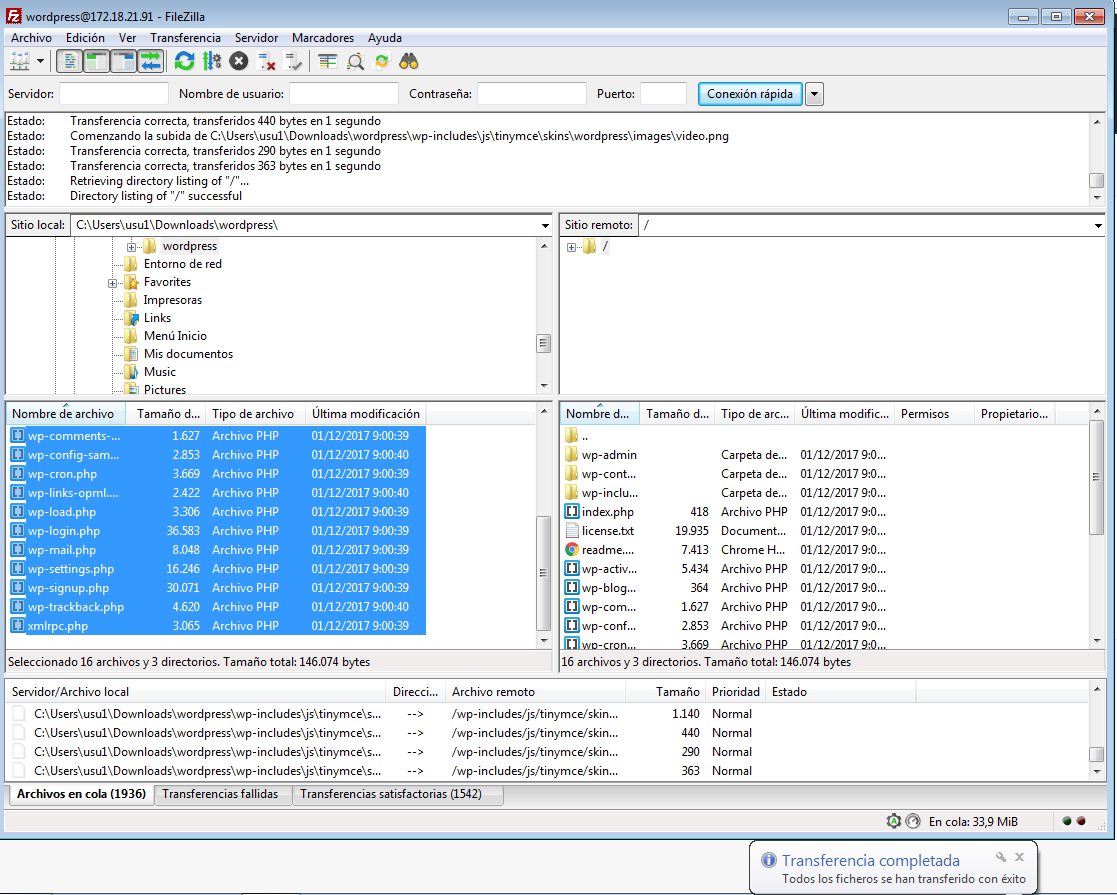 wordpress@172.18.21.91 - FileZilla
Archivo Edición Ver Transferencia Servidor Marcadores Ayuda
Servidor: Nombre de usuario: Contraseña: Puerto: Conexión rápida
Estado: Transferencia correcta, transferidos 440 bytes en 1 segundo
Estado: Comenzando la subida de C:\Users\usu1\Downloads\wordpress\wp-includes\js\tinymce\skins\wordpress\images\video.png
Estado: Transferencia correcta, transferidos 290 bytes en 1 segundo
Estado: Transferencia correcta, transferidos 363 bytes en 1 segundo
Estado: Retrieving directory listing of "/"...
Estado: Directory listing of "/" successful
Sitio local: C:\Users\usu1\Downloads\wordpress\
wordpress
Entorno de red
Favorites
Impresoras
Links
Menú Inicio
Mis documentos
Music
Pictures
Sitio remoto: /
/
Nombre de archivo Tamaño d... Tipo de archivo Última modificación
wp-comments-... 1.627 Archivo PHP 01/12/2017 9:00:39
wp-config-sam... 2.853 Archivo PHP 01/12/2017 9:00:40
wp-cron.php 3.669 Archivo PHP 01/12/2017 9:00:39
wp-links-opml.... 2.422 Archivo PHP 01/12/2017 9:00:40
wp-load.php 3.306 Archivo PHP 01/12/2017 9:00:39
wp-login.php 36.583 Archivo PHP 01/12/2017 9:00:39
wp-mail.php 8.048 Archivo PHP 01/12/2017 9:00:39
wp-settings.php 16.246 Archivo PHP 01/12/2017 9:00:39
wp-signup.php 30.071 Archivo PHP 01/12/2017 9:00:39
wp-trackback.php 4.620 Archivo PHP 01/12/2017 9:00:40
xmlrpc.php 3.065 Archivo PHP 01/12/2017 9:00:39
Seleccionado 16 archivos y 3 directorios. Tamaño total: 146.074 bytes
Nombre d... Tamaño d... Tipo de arc... Última modific... Permisos Propietario...
..
wp-admin Carpeta de... 01/12/2017 9:0...
wp-cont... Carpeta de... 01/12/2017 9:0...
wp-inclu... Carpeta de... 01/12/2017 9:0...
index.php 418 Archivo PHP 01/12/2017 9:0...
license.txt 19.935 Document... 01/12/2017 9:0...
readme.... 7.413 Chrome H... 01/12/2017 9:0...
wp-activ... 5.434 Archivo PHP 01/12/2017 9:0...
wp-blog... 364 Archivo PHP 01/12/2017 9:0...
wp-com... 1.627 Archivo PHP 01/12/2017 9:0...
wp-conf... 2.853 Archivo PHP 01/12/2017 9:0...
wp-cron... 3.669 Archivo PHP 01/12/2017 9:0...
16 archivos y 3 directorios. Tamaño total: 146.074 bytes
Servidor/Archivo local Direcci... Archivo remoto Tamaño Prioridad Estado
C:\Users\usu1\Downloads\wordpress\wp-includes\js\tinymce\s... --> /wp-includes/js/tinymce/skin... 1.140 Normal
C:\Users\usu1\Downloads\wordpress\wp-includes\js\tinymce\s... --> /wp-includes/js/tinymce/skin... 440 Normal
C:\Users\usu1\Downloads\wordpress\wp-includes\js\tinymce\s... --> /wp-includes/js/tinymce/skin... 290 Normal
C:\Users\usu1\Downloads\wordpress\wp-includes\js\tinymce\s... --> /wp-includes/js/tinymce/skin... 363 Normal
Archivos en cola (1936) Transferencias fallidas Transferencias satisfactorias (1542)
En cola: 33,9 MiB
Transferencia completada
Todos los ficheros se han transferido con éxito